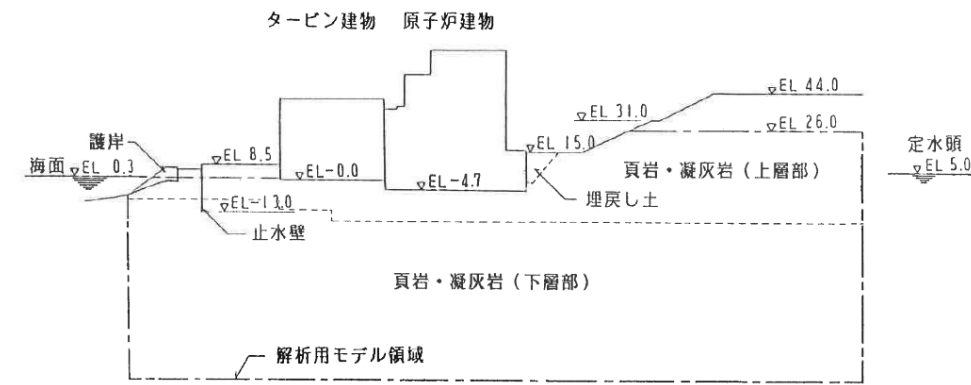 タービン建物 原子炉建物
EL 44.0
EL 31.0
EL 26.0
護岸
EL 15.0
海面 EL 0.3
EL 8.5
定水頭
EL 5.0
EL-0.0
EL-4.7
頁岩・凝灰岩(上層部)
埋戻し土
EL-13.0
止水壁
頁岩・凝灰岩(下層部)
解析用モデル領域